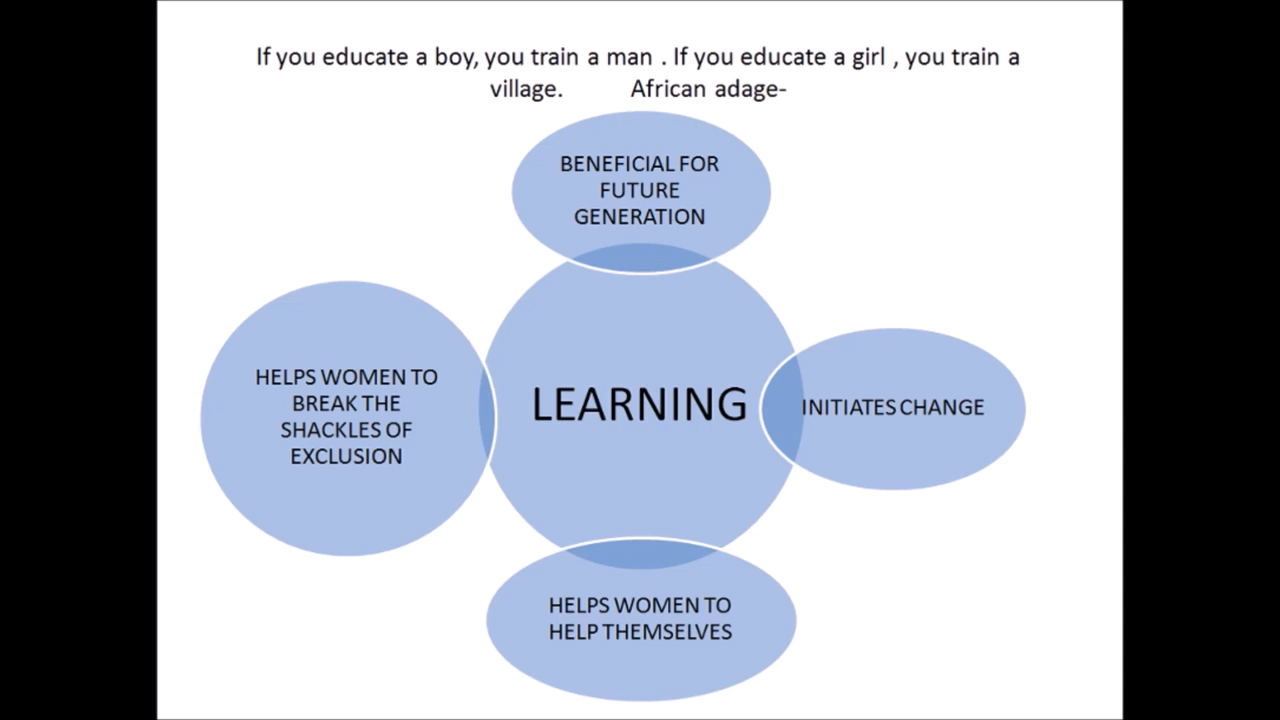 If you educate a boy, you train a man . If you educate a girl , you train a
village. African adage-
BENEFICIAL FOR
FUTURE
GENERATION
HELPS WOMEN TO
BREAK THE
SHACKLES OF
EXCLUSION
LEARNING
INITIATES CHANGE
HELPS WOMEN TO
HELP THEMSELVES